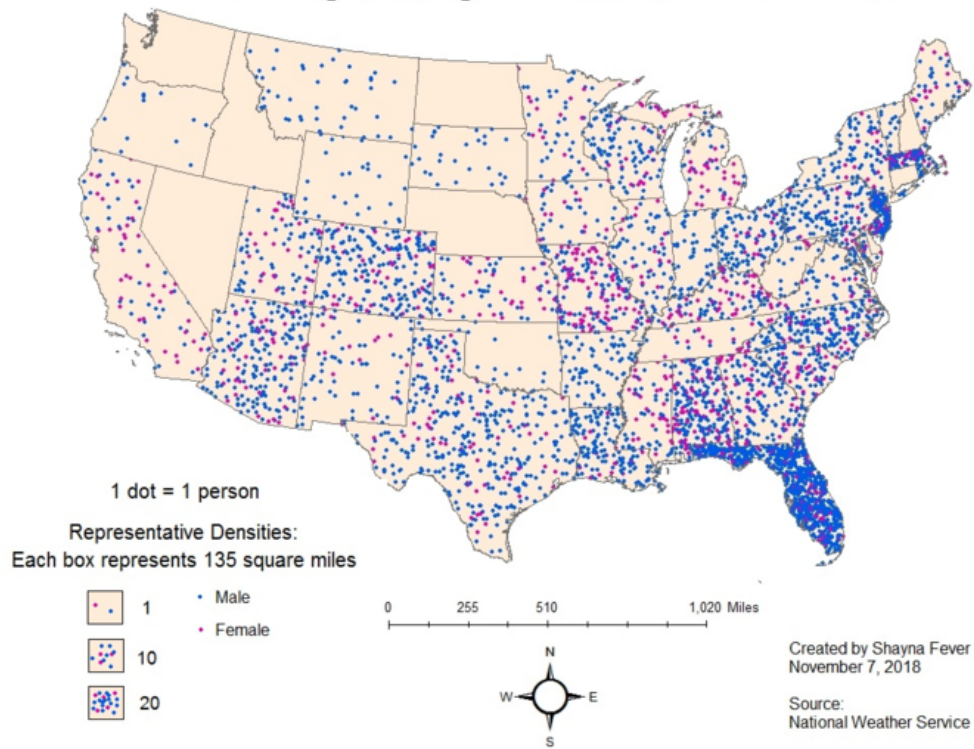 1 dot = 1 person
Representative Densities:
Each box represents 135 square miles
1
10
20
Male
Female
0 255 510 1,020 Miles
N
W E
S
Created by Shayna Fever
November 7, 2018
Source:
National Weather Service